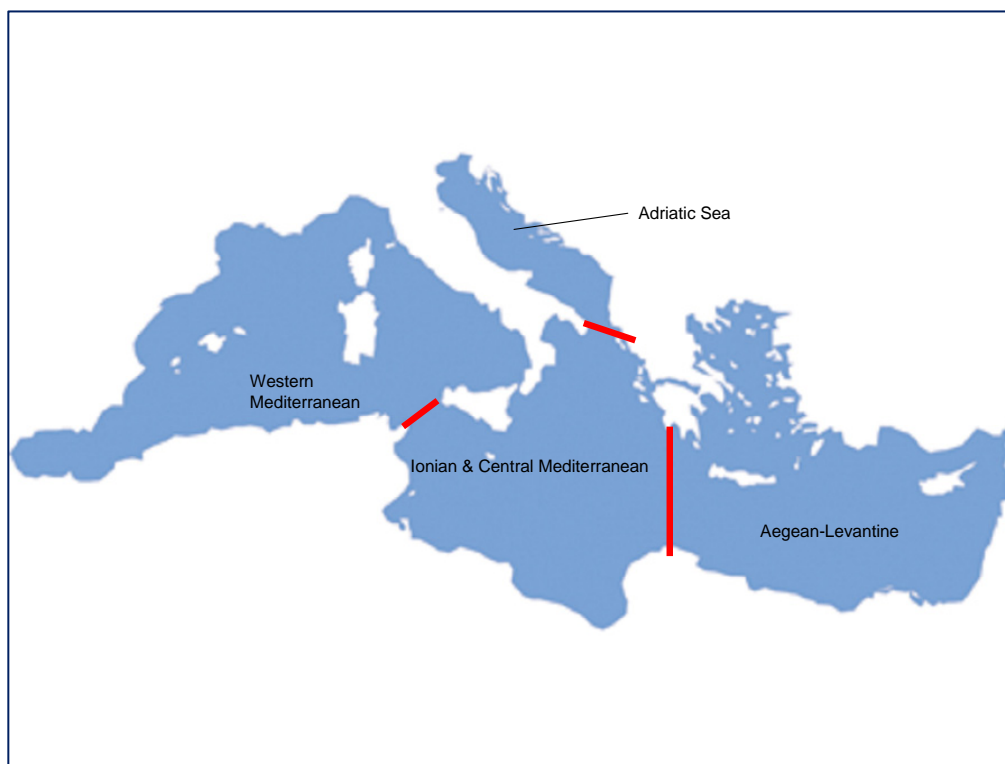 Adriatic Sea
Western
Mediterranean
Ionian & Central Mediterranean
Aegean-Levantine